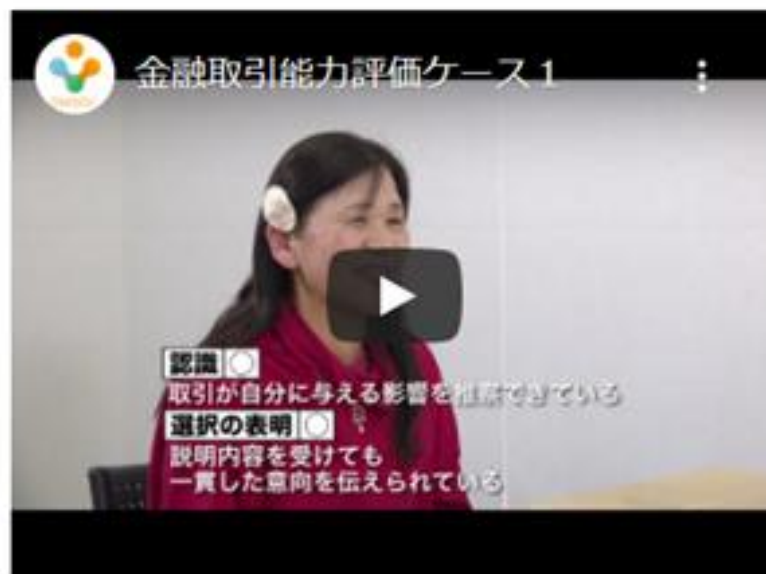 金融取引能力評価ケース1
認識 ○
取引が自分に与える影響を推察できている
選択の表明 ○
説明内容を受けても
一貫した意向を伝えられている